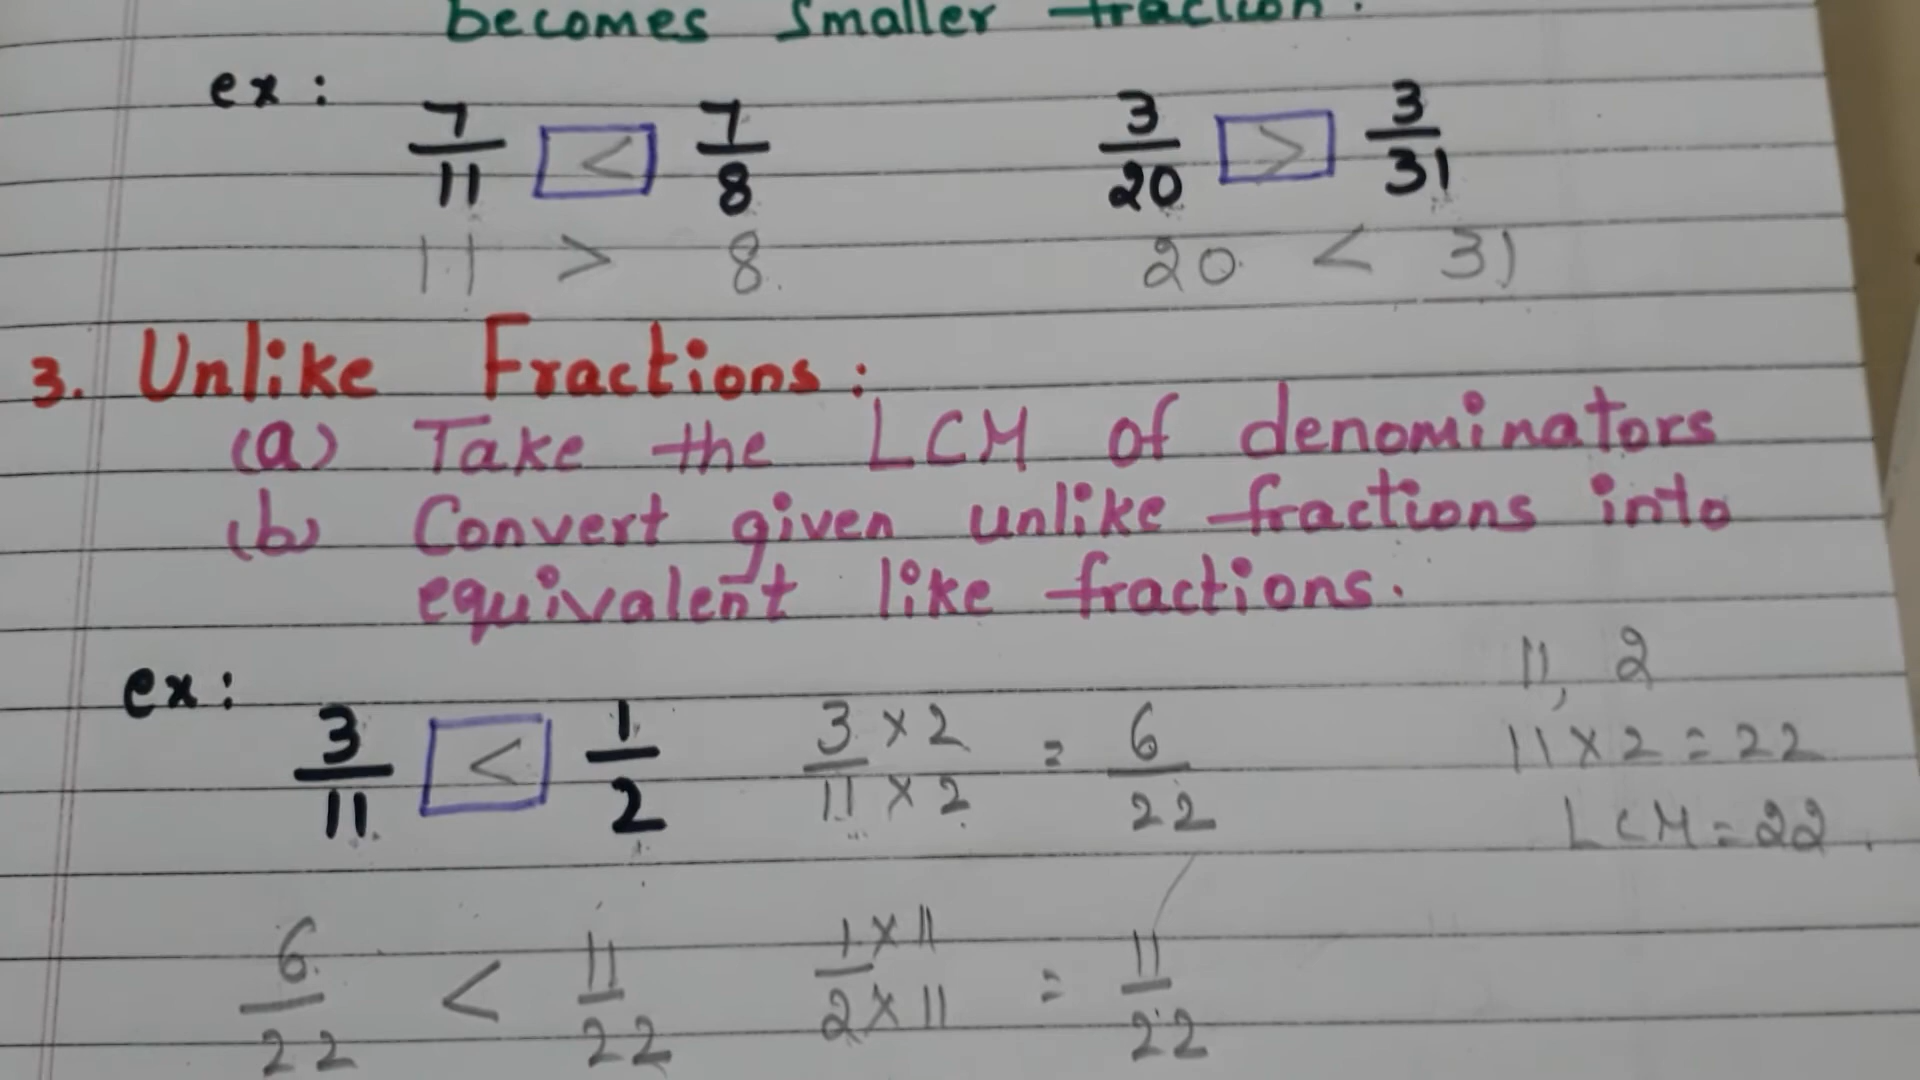 becomes smaller fraction.
ex: 7/11 < 7/8 3/20 > 3/31
11 > 8 20 < 31
3. Unlike Fractions:
(a) Take the LCM of denominators
(b) Convert given unlike fractions into
equivalent like fractions.
11, 2
ex: 3/11 < 1/2 3 × 2/11 × 2 = 6/22 11 × 2 = 22
LCM = 22
6/22 < 11/22 1 × 11/2 × 11 = 11/22